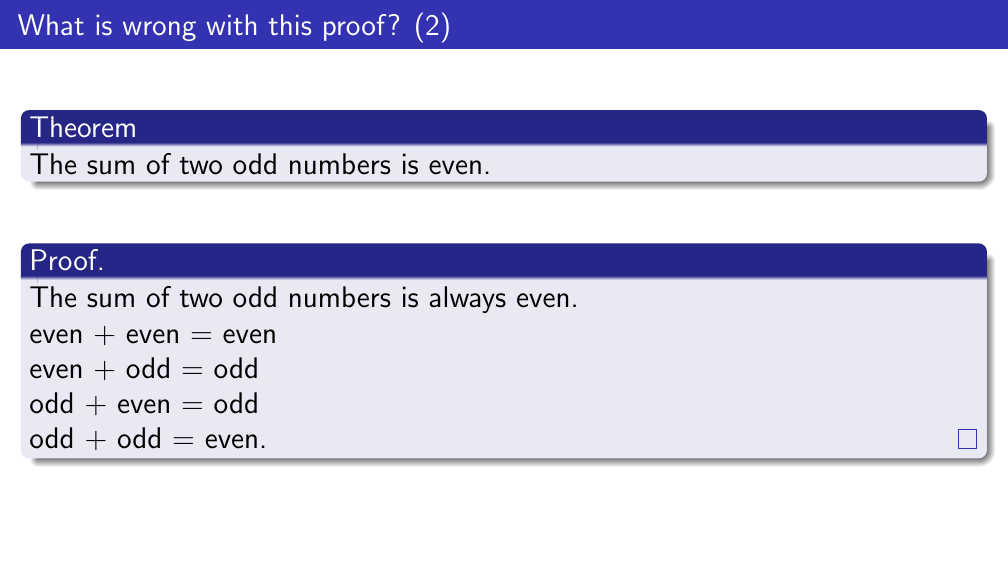 What is wrong with this proof? (2)
Theorem
The sum of two odd numbers is even.
Proof.
The sum of two odd numbers is always even.
even + even = even
even + odd = odd
odd + even = odd
odd + odd = even.